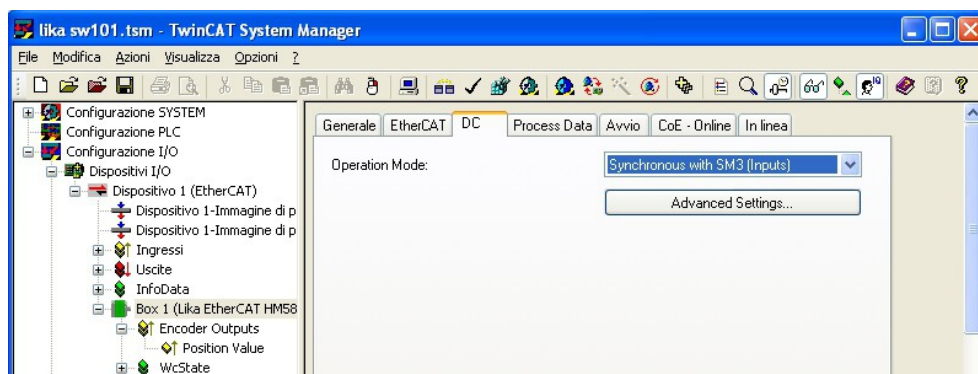 lika sw101.tsm - TwinCAT System Manager
File Modifica Azioni Visualizza Opzioni ?
Configurazione SYSTEM
Configurazione PLC
Configurazione I/O
Dispositivi I/O
Dispositivo 1 (EtherCAT)
Dispositivo 1-Immagine di p
Dispositivo 1-Immagine di p
Ingressi
Uscite
InfoData
Box 1 (Lika EtherCAT HM58
Encoder Outputs
Position Value
WcState
Generale EtherCAT DC Process Data Avvio CoE - Online In linea
Operation Mode: Synchronous with SM3 (Inputs)
Advanced Settings...